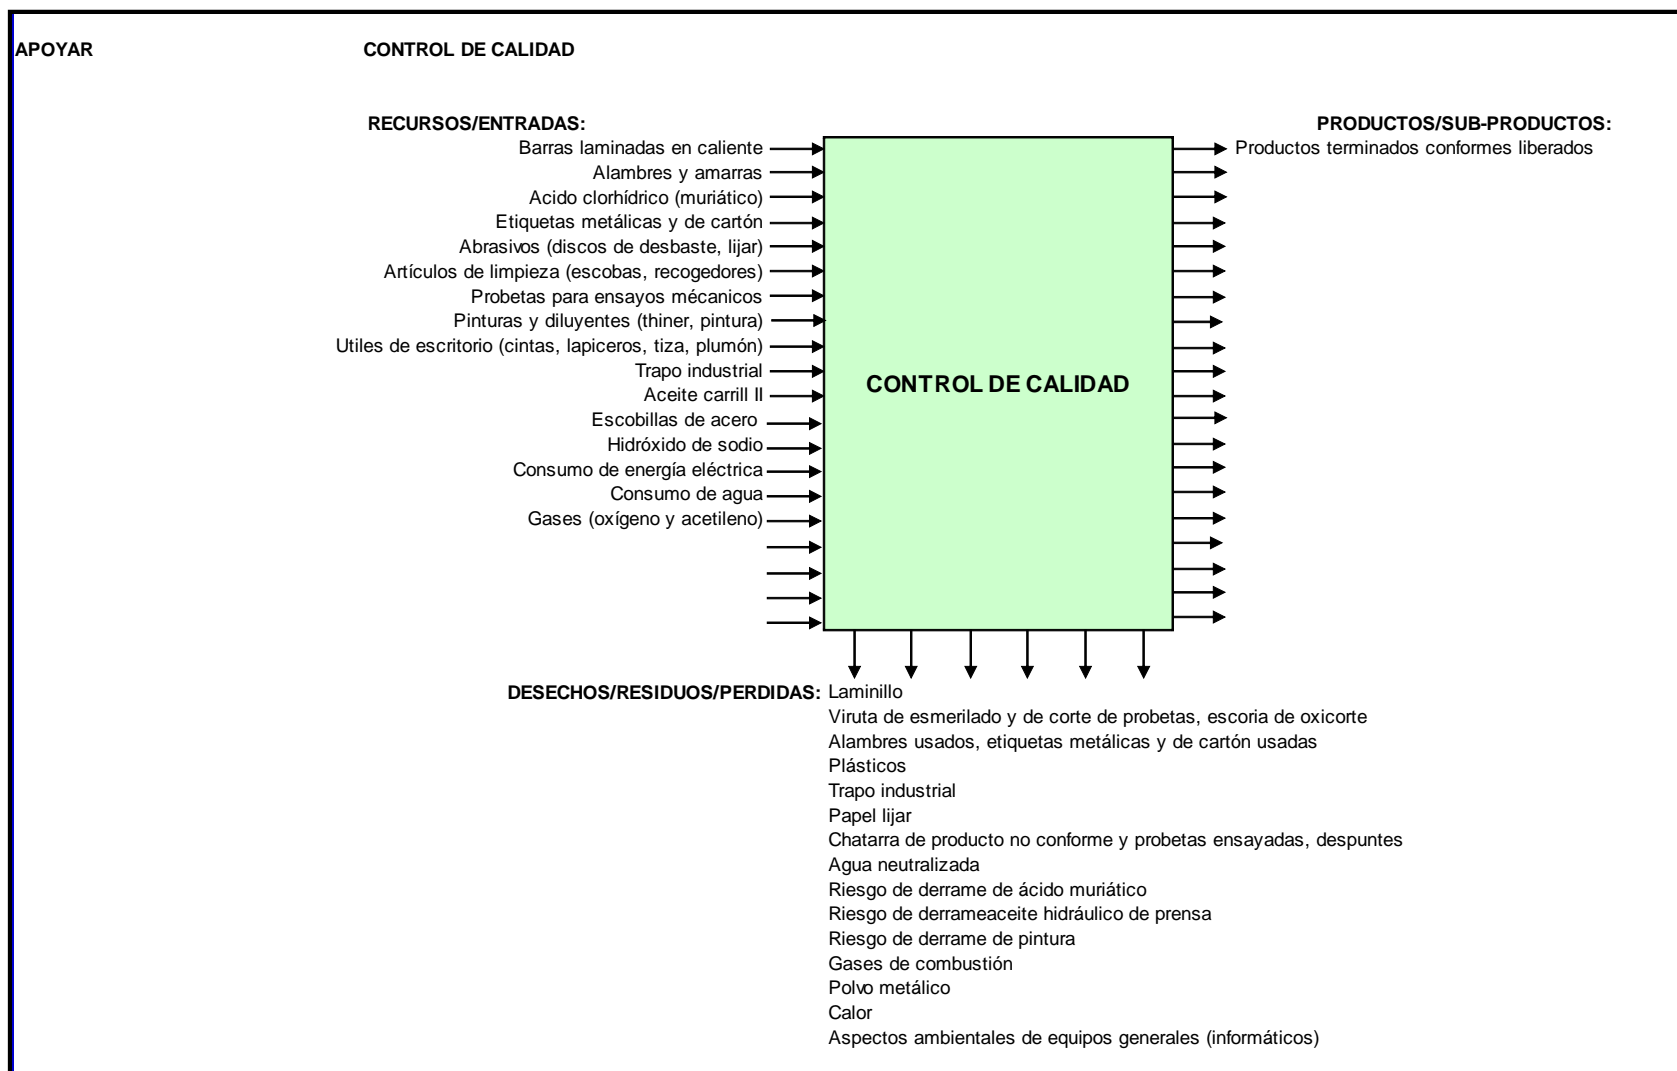 APOYAR
CONTROL DE CALIDAD
RECURSOS/ENTRADAS:
Barras laminadas en caliente
Alambres y amarras
Acido clorhídrico (muriático)
Etiquetas metálicas y de cartón
Abrasivos (discos de desbaste, lijar)
Artículos de limpieza (escobas, recogedores)
Probetas para ensayos mécanicos
Pinturas y diluyentes (thiner, pintura)
Utiles de escritorio (cintas, lapiceros, tiza, plumón)
Trapo industrial
Aceite carrill II
Escobillas de acero
Hidróxido de sodio
Consumo de energía eléctrica
Consumo de agua
Gases (oxígeno y acetileno)
CONTROL DE CALIDAD
PRODUCTOS/SUB-PRODUCTOS:
Productos terminados conformes liberados
DESECHOS/RESIDUOS/PERDIDAS:
Laminillo
Viruta de esmerilado y de corte de probetas, escoria de oxicorte
Alambres usados, etiquetas metálicas y de cartón usadas
Plásticos
Trapo industrial
Papel lijar
Chatarra de producto no conforme y probetas ensayadas, despuntes
Agua neutralizada
Riesgo de derrame de ácido muriático
Riesgo de derrameaceite hidráulico de prensa
Riesgo de derrame de pintura
Gases de combustión
Polvo metálico
Calor
Aspectos ambientales de equipos generales (informáticos)